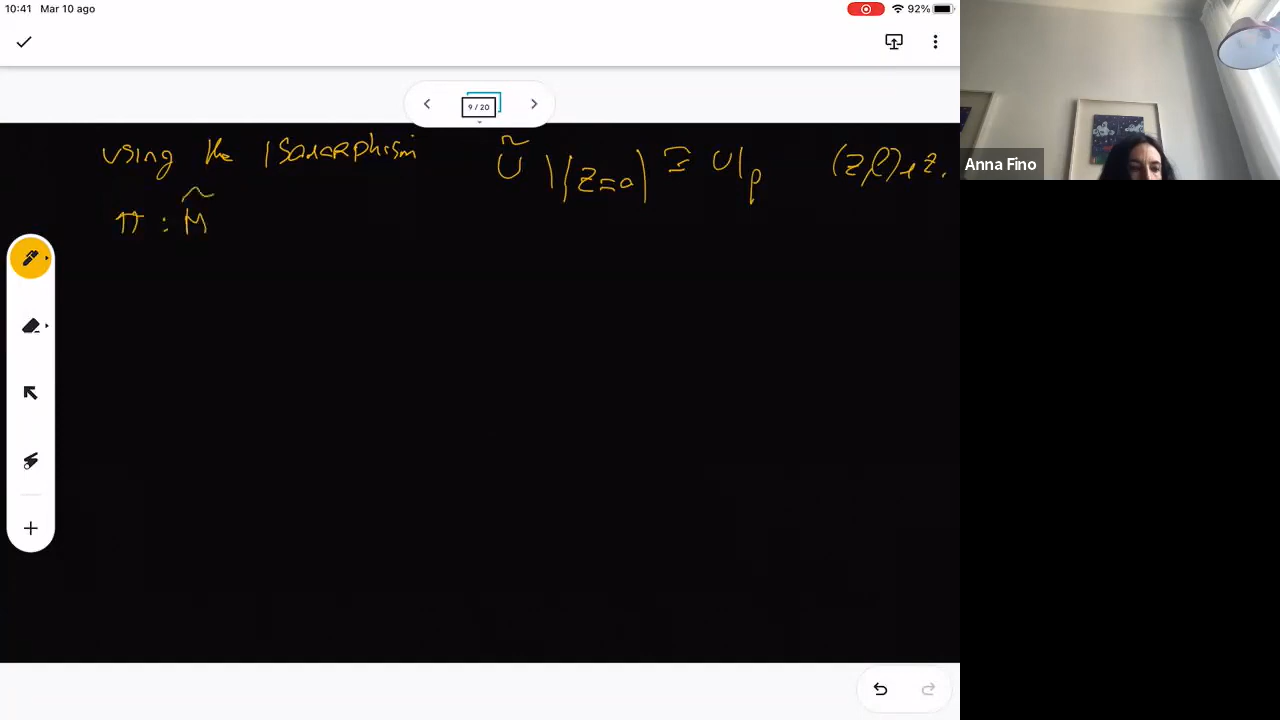 10:41 Mar 10 ago
92%
9 / 20
using the isomorphism Ũ \ {z=0} ≅ U \ p (z,l) → z.
π : M̃
Anna Fino